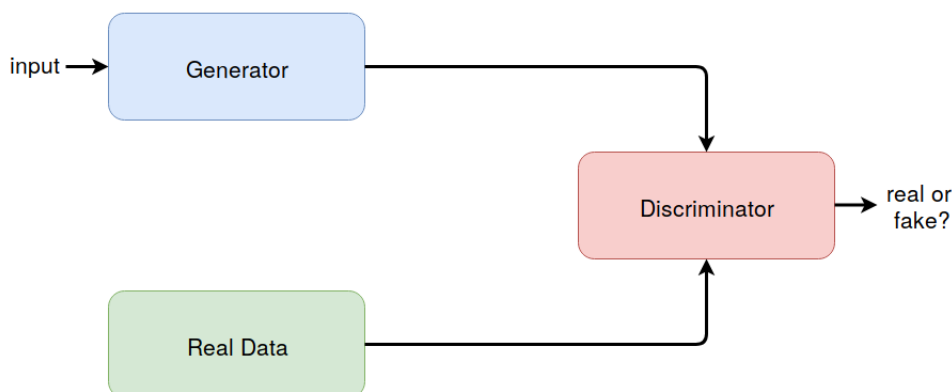 input
Generator
Discriminator
real or
fake?
Real Data